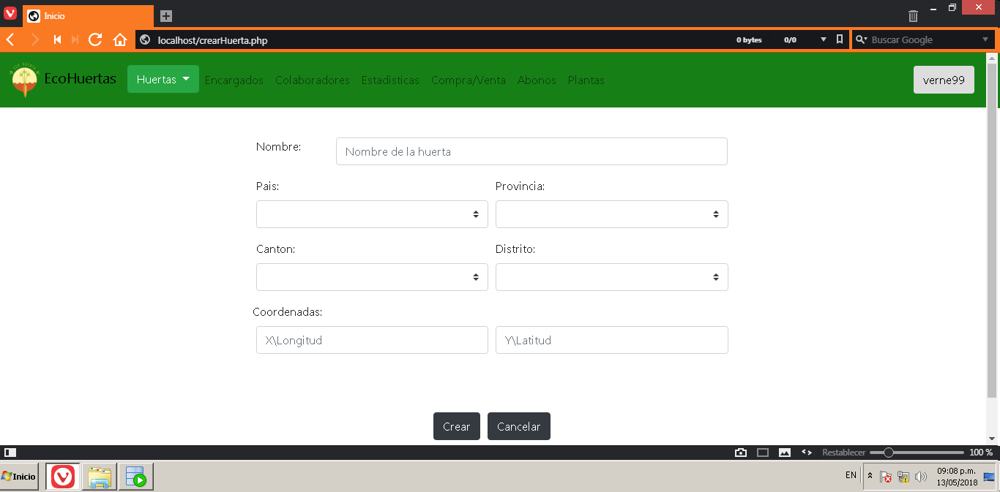 Inicio
localhost/crearHuerta.php
0 bytes
0/0
Buscar Google
EcoHuertas
Huertas
Encargados
Colaboradores
Estadisticas
Compra/Venta
Abonos
Plantas
verne99
Nombre:
Nombre de la huerta
Pais:
Provincia:
Canton:
Distrito:
Coordenadas:
X\Longitud
Y\Latitud
Crear
Cancelar
Restablecer
100 %
Inicio
EN
09:08 p.m.
13/05/2018